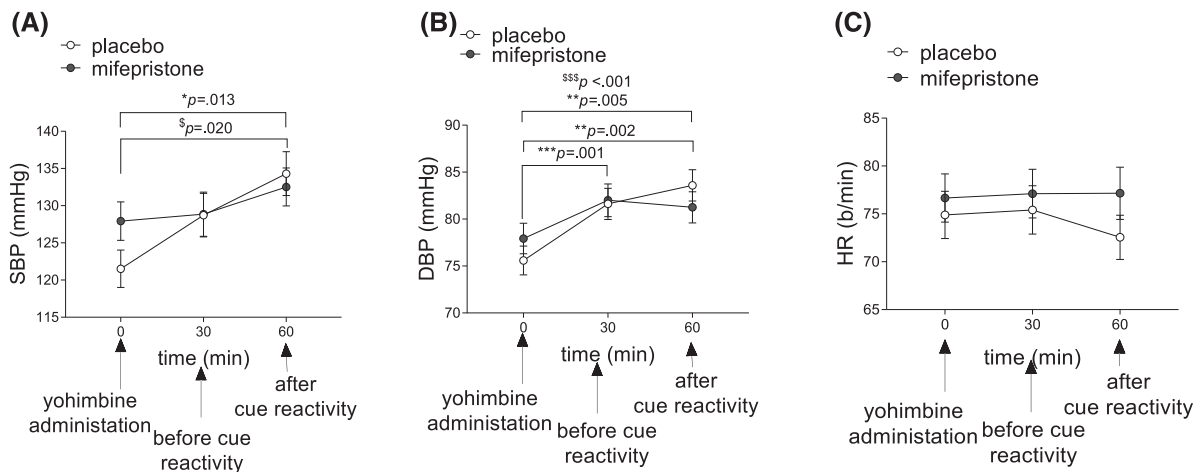 (A)
placebo
mifepristone
*p=.013
$p=.020
140
135
130
125
120
115
SBP (mmHg)
0 30 60
time (min)
yohimbine
administation
before cue
reactivity
after
cue reactivity
(B)
placebo
mifepristone
$$$p <.001
**p=.005
**p=.002
***p=.001
90
85
80
75
70
DBP (mmHg)
0 30 60
time (min)
yohimbine
administation
before cue
reactivity
after
cue reactivity
(C)
placebo
mifepristone
85
80
75
70
65
HR (b/min)
0 30 60
time (min)
yohimbine
administation
before cue
reactivity
after
cue reactivity